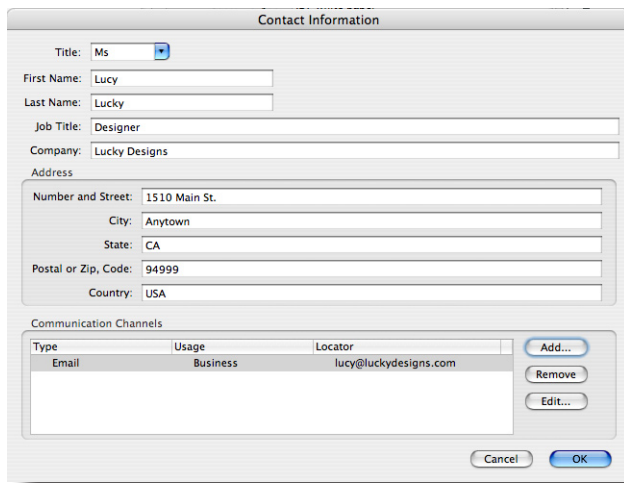 Contact Information
Title: Ms
First Name: Lucy
Last Name: Lucky
Job Title: Designer
Company: Lucky Designs
Address
Number and Street: 1510 Main St.
City: Anytown
State: CA
Postal or Zip, Code: 94999
Country: USA
Communication Channels
Type Usage Locator
Email Business lucy@luckydesigns.com
Add...
Remove
Edit...
Cancel OK